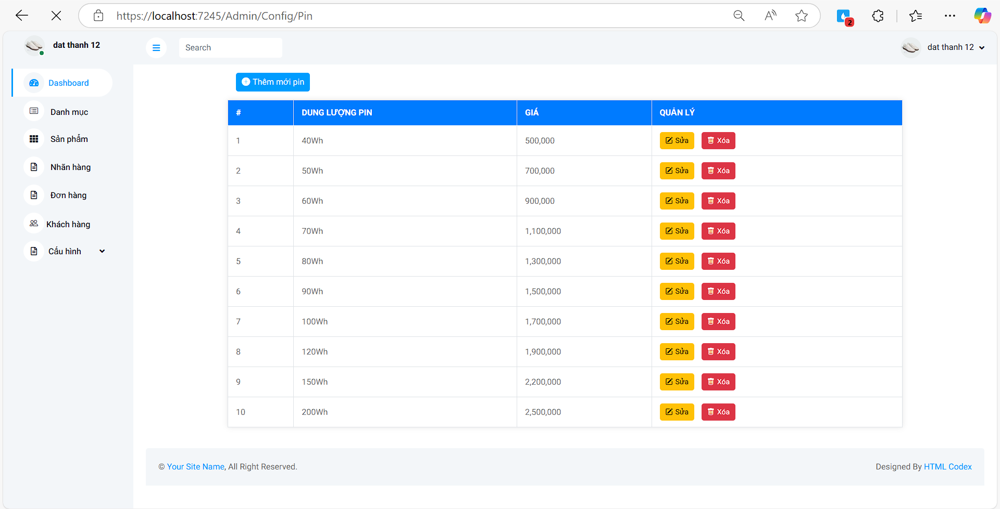 https://localhost:7245/Admin/Config/Pin
2
dat thanh 12
Search
dat thanh 12
Dashboard
Danh mục
Sản phẩm
Nhãn hàng
Đơn hàng
Khách hàng
Cấu hình
Thêm mới pin
# DUNG LƯỢNG PIN GIÁ QUẢN LÝ
1 40Wh 500,000 Sửa Xóa
2 50Wh 700,000 Sửa Xóa
3 60Wh 900,000 Sửa Xóa
4 70Wh 1,100,000 Sửa Xóa
5 80Wh 1,300,000 Sửa Xóa
6 90Wh 1,500,000 Sửa Xóa
7 100Wh 1,700,000 Sửa Xóa
8 120Wh 1,900,000 Sửa Xóa
9 150Wh 2,200,000 Sửa Xóa
10 200Wh 2,500,000 Sửa Xóa
© Your Site Name, All Right Reserved.
Designed By HTML Codex